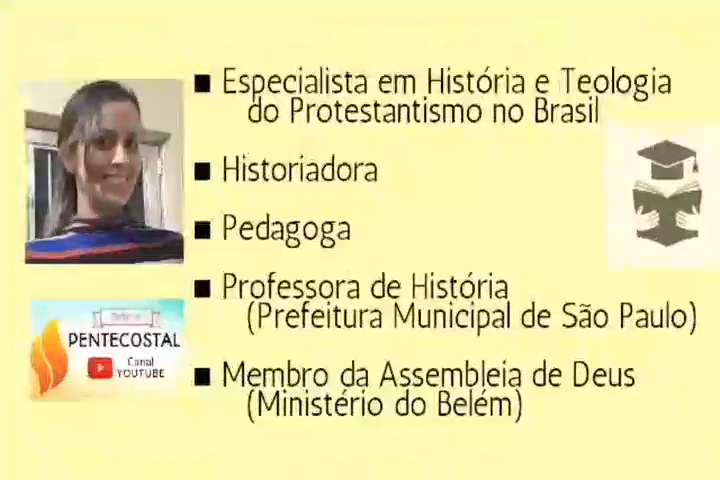 Especialista em História e Teologia
do Protestantismo no Brasil
Historiadora
Pedagoga
Professora de História
(Prefeitura Municipal de São Paulo)
Membro da Assembleia de Deus
(Ministério do Belém)
PENTECOSTAL
Canal
YOUTUBE